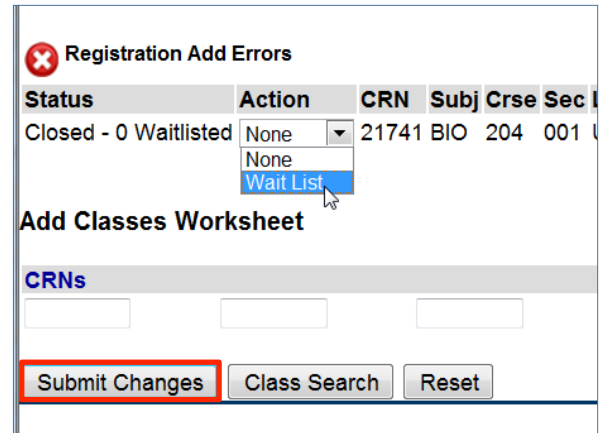 Registration Add Errors
Status Action CRN Subj Crse Sec
Closed - 0 Waitlisted None 21741 BIO 204 001
None
Wait List
Add Classes Worksheet
CRNs
Submit Changes Class Search Reset